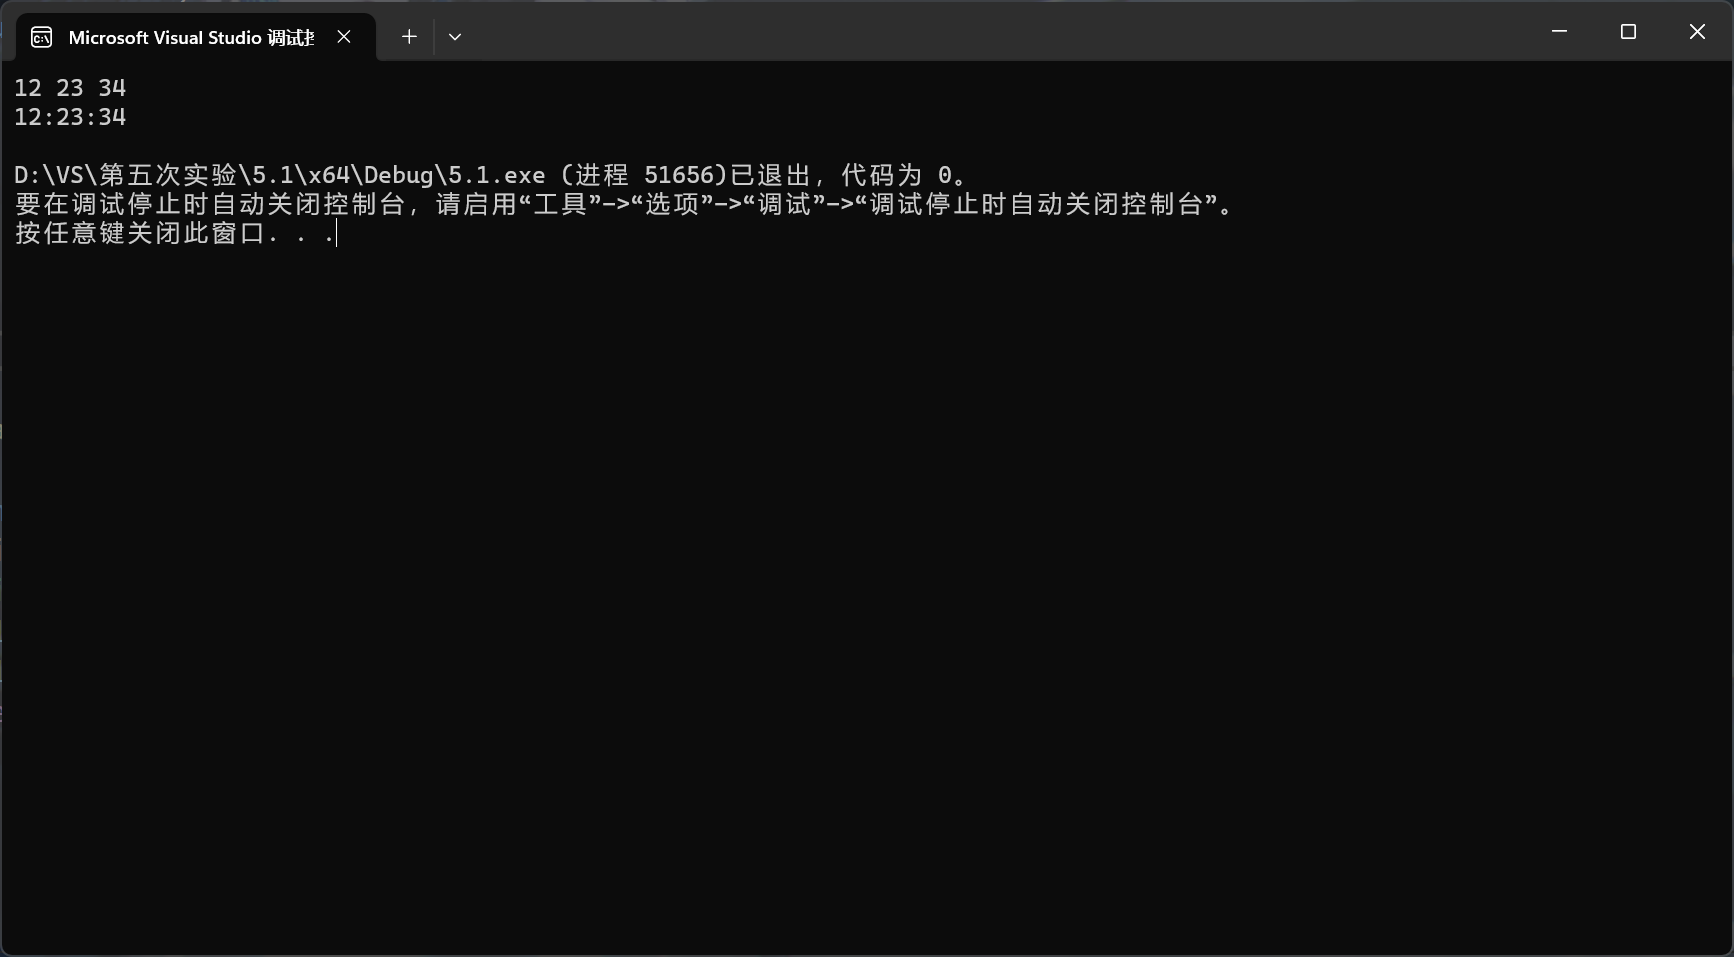 Microsoft Visual Studio 调试
12 23 34
12:23:34
D:\VS\第五次实验\5.1\x64\Debug\5.1.exe (进程 51656)已退出，代码为 0。
要在调试停止时自动关闭控制台，请启用“工具”->“选项”->“调试”->“调试停止时自动关闭控制台”。
按任意键关闭此窗口. . .